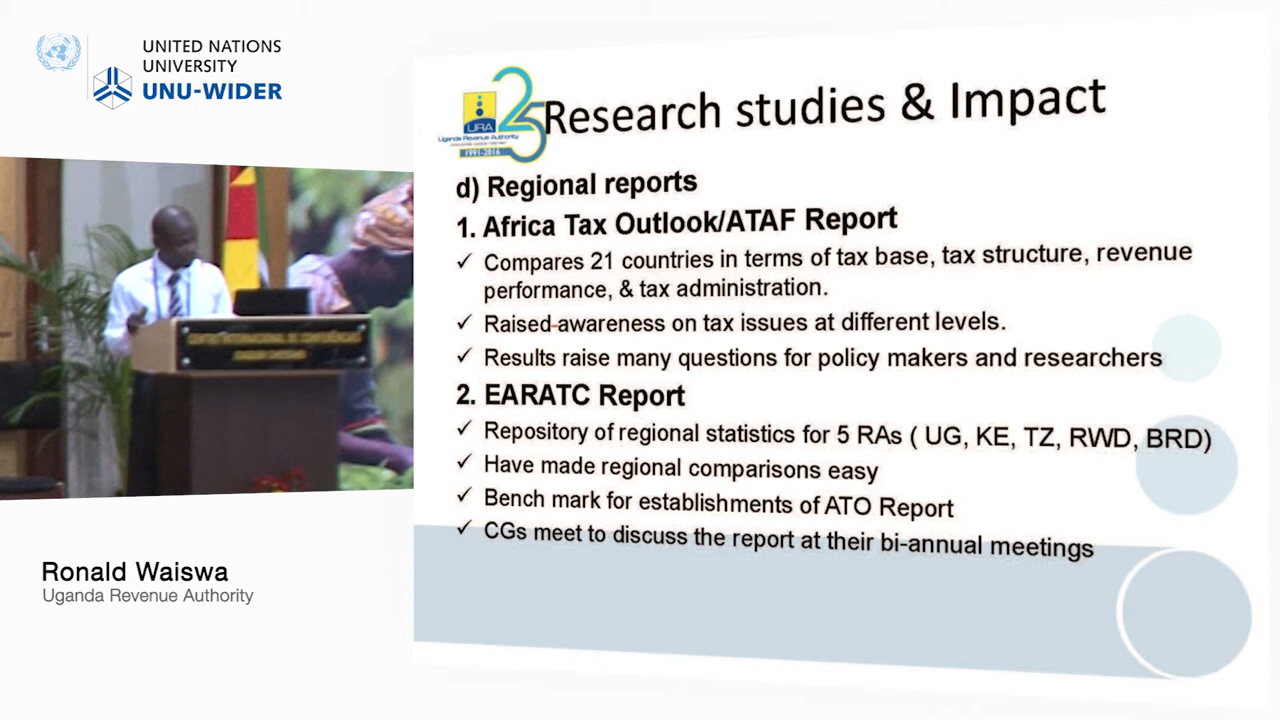 UNITED NATIONS
UNIVERSITY
UNU-WIDER
Ronald Waiswa
Uganda Revenue Authority
25
URA
Uganda Revenue Authority
1991-2016
Research studies & Impact
d) Regional reports
1. Africa Tax Outlook/ATAF Report
✓ Compares 21 countries in terms of tax base, tax structure, revenue
performance, & tax administration.
✓ Raised-awareness on tax issues at different levels.
✓ Results raise many questions for policy makers and researchers
2. EARATC Report
✓ Repository of regional statistics for 5 RAs ( UG, KE, TZ, RWD, BRD)
✓ Have made regional comparisons easy
✓ Bench mark for establishments of ATO Report
✓ CGs meet to discuss the report at their bi-annual meetings